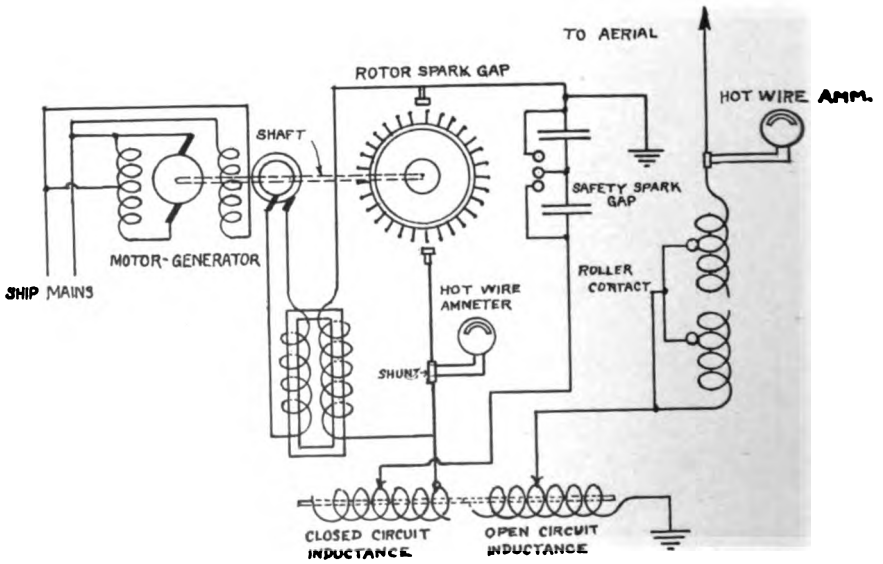 TO AERIAL
ROTOR SPARK GAP
HOT WIRE AMM.
SHAFT
SAFETY SPARK
GAP
MOTOR-GENERATOR
SHIP MAINS
HOT WIRE
AMMETER
ROLLER
CONTACT
SHUNT
CLOSED CIRCUIT
INDUCTANCE
OPEN CIRCUIT
INDUCTANCE